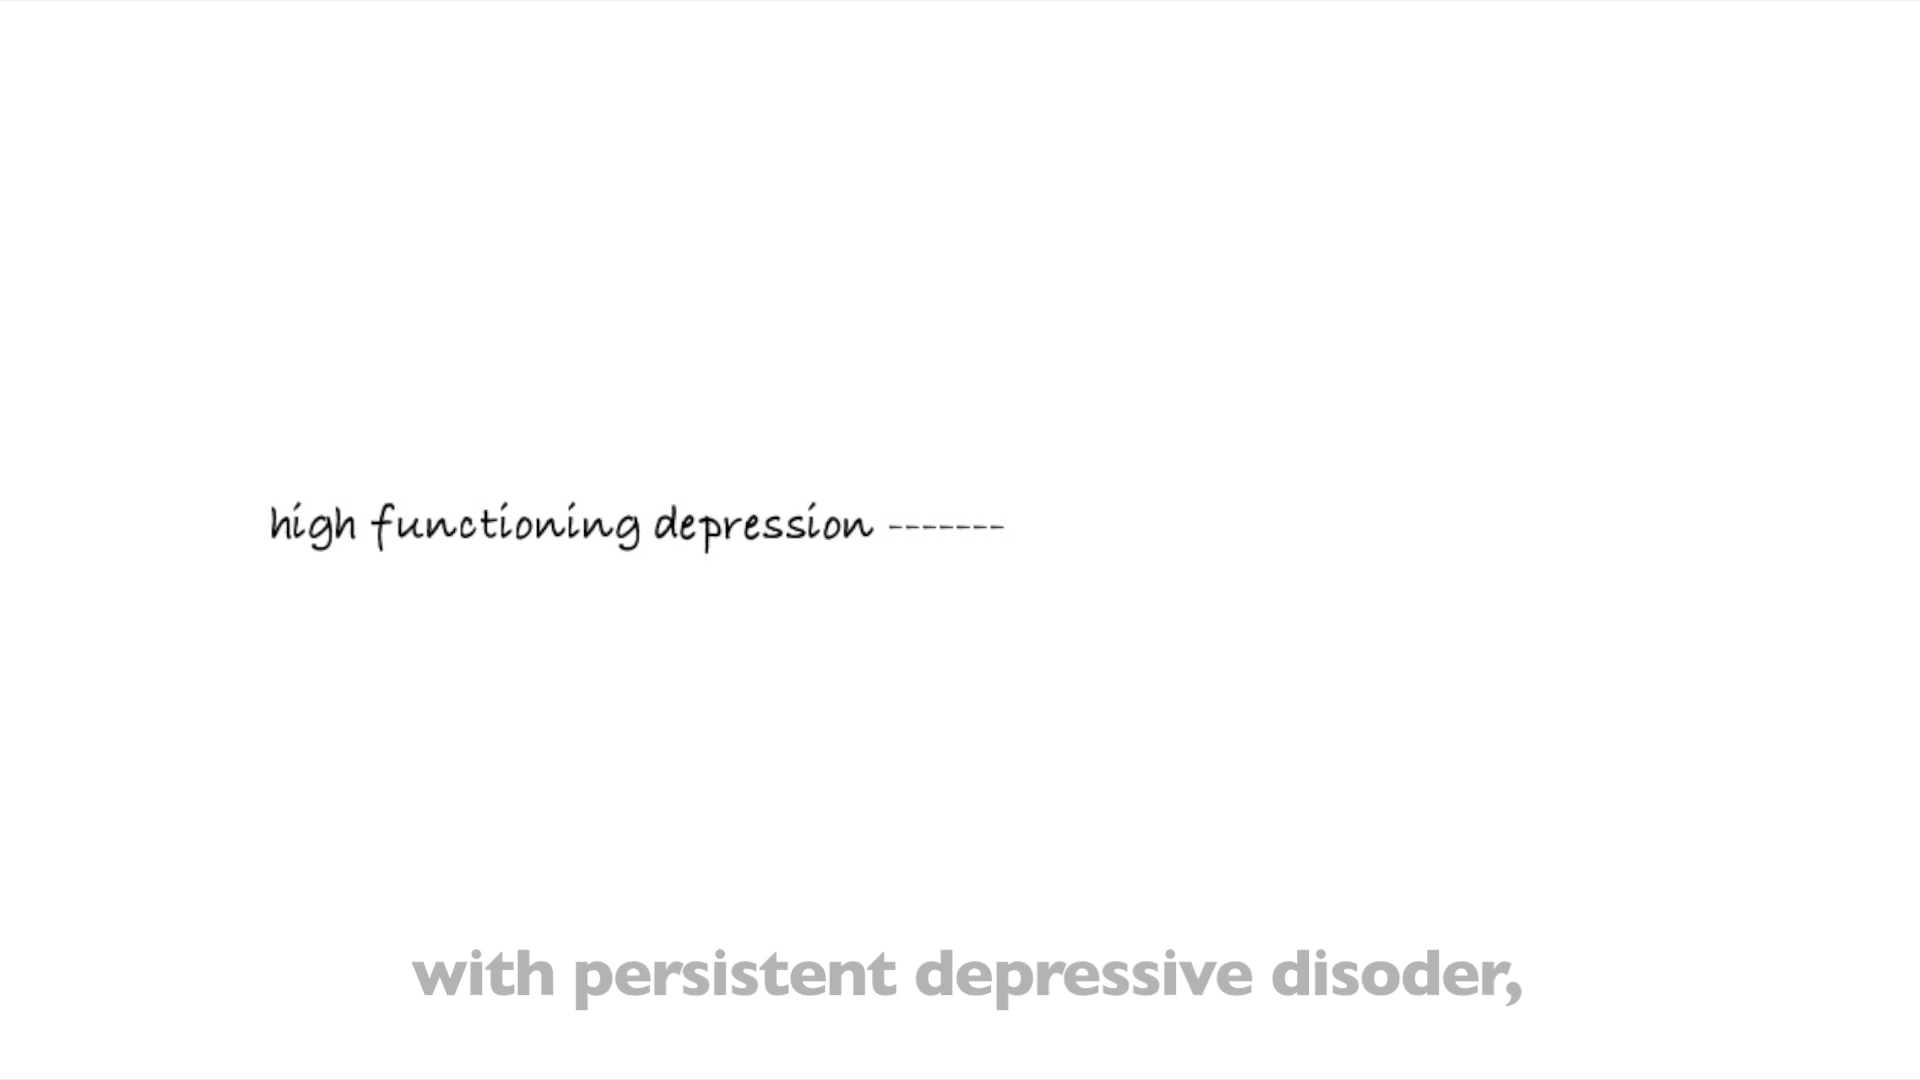 high functioning depression -------
with persistent depressive disoder,